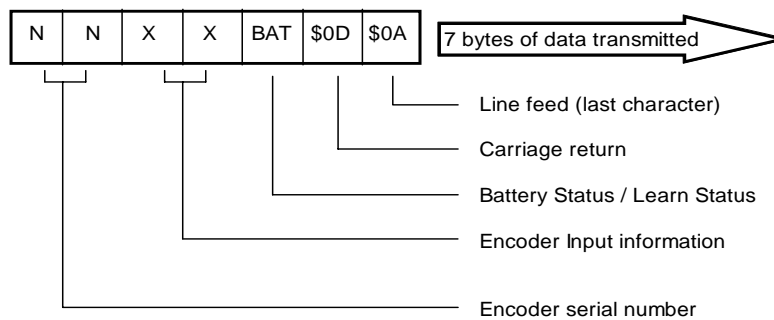 N N X X BAT $0D $0A 7 bytes of data transmitted
Line feed (last character)
Carriage return
Battery Status / Learn Status
Encoder Input information
Encoder serial number